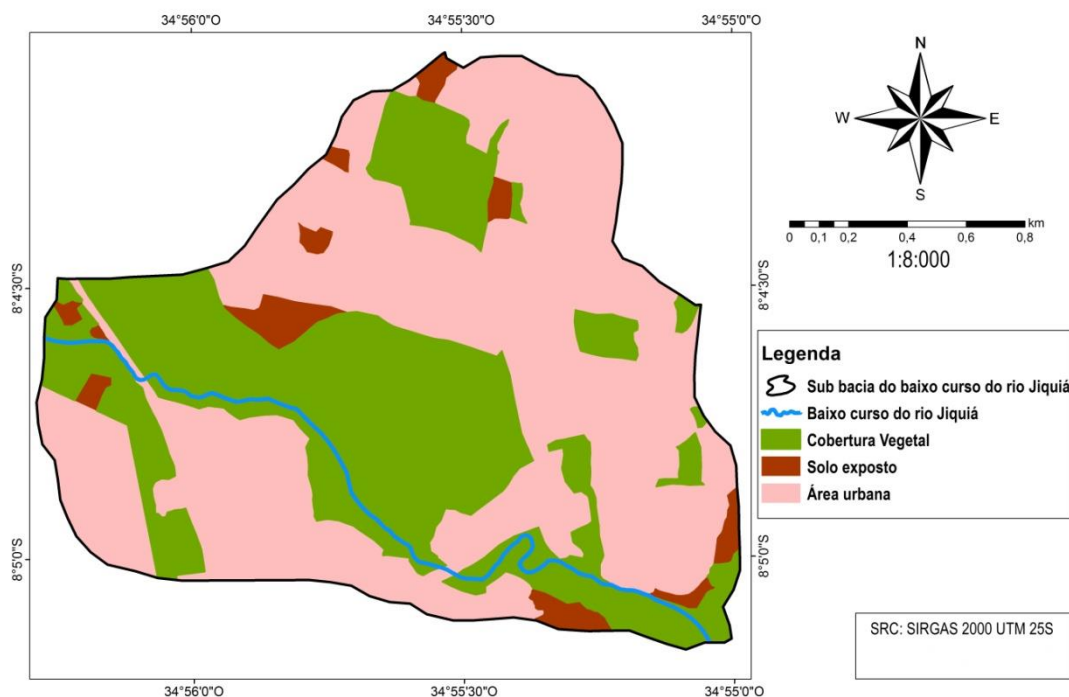 34°56'0"O 34°55'30"O 34°55'0"O
N
W E
S
km
0 0,1 0,2 0,4 0,6 0,8
1:8:000
8°4'30"S 8°4'30"S
Legenda
Sub bacia do baixo curso do rio Jiquiá
Baixo curso do rio Jiquiá
Cobertura Vegetal
Solo exposto
Área urbana
8°5'0"S 8°5'0"S
SRC: SIRGAS 2000 UTM 25S
34°56'0"O 34°55'30"O 34°55'0"O